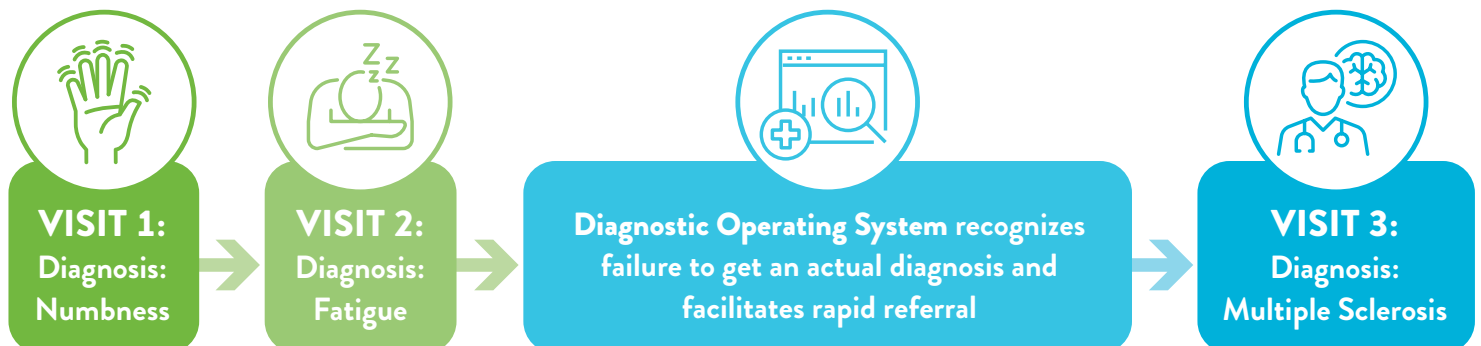 Z
Z
Z
VISIT 1:
Diagnosis:
Numbness
VISIT 2:
Diagnosis:
Fatigue
Diagnostic Operating System recognizes
failure to get an actual diagnosis and
facilitates rapid referral
VISIT 3:
Diagnosis:
Multiple Sclerosis